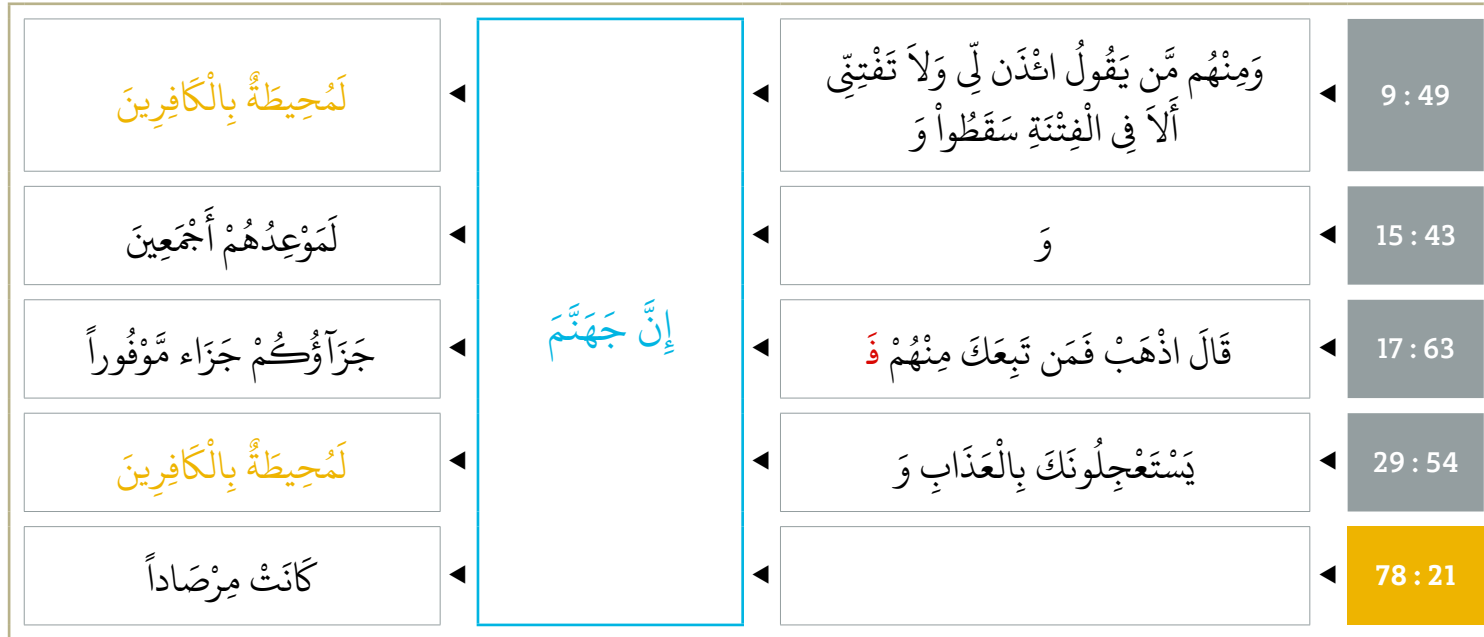 9 : 49
وَمِنْهُم مَّن يَقُولُ ائْذَن لِّى وَلاَ تَفْتِنِّى
أَلاَ فِى الْفِتْنَةِ سَقَطُواْ وَ
لَمُحِيطَةٌ بِالْكَافِرِينَ
15 : 43
وَ
لَمَوْعِدُهُمْ أَجْمَعِينَ
إِنَّ جَهَنَّمَ
17 : 63
قَالَ اذْهَبْ فَمَن تَبِعَكَ مِنْهُمْ فَ
جَزَآؤُكُمْ جَزَاء مَّوْفُوراً
29 : 54
يَسْتَعْجِلُونَكَ بِالْعَذَابِ وَ
لَمُحِيطَةٌ بِالْكَافِرِينَ
78 : 21
كَانَتْ مِرْصَاداً